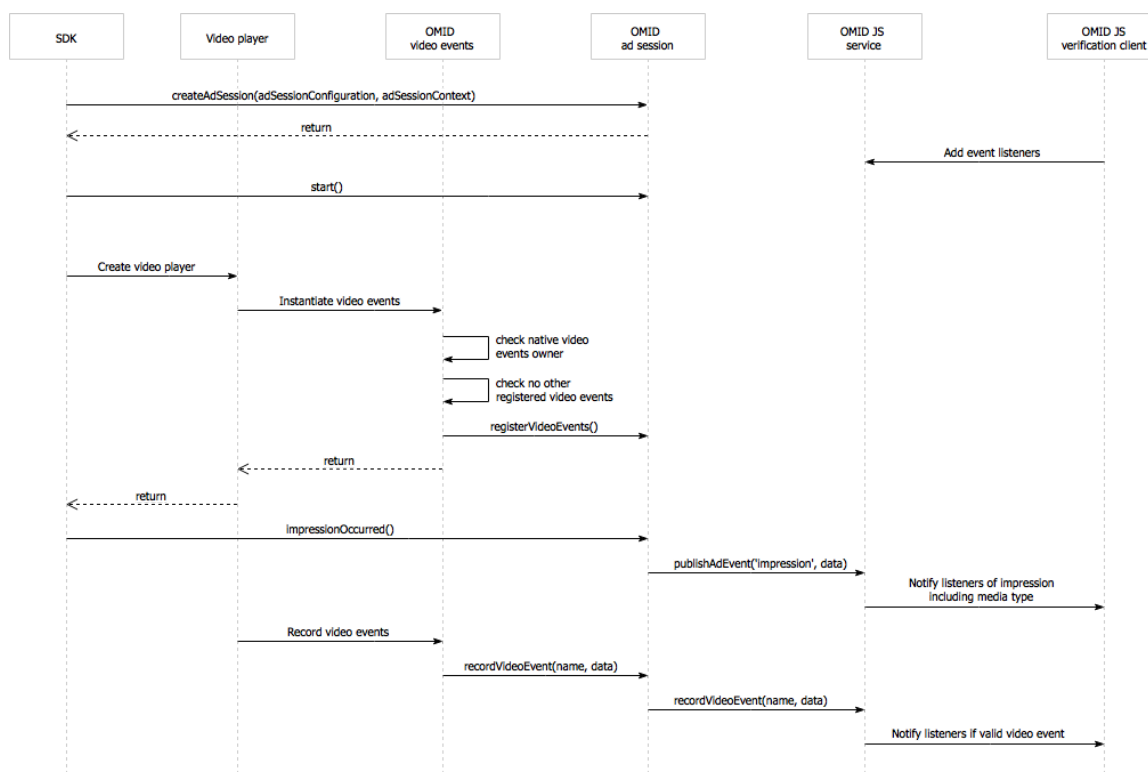 SDK
Video player
OMID
video events
OMID
ad session
OMID JS
service
OMID JS
verification client
createAdSession(adSessionConfiguration, adSessionContext)
return
Add event listeners
start()
Create video player
Instantiate video events
check native video
events owner
check no other
registered video events
registerVideoEvents()
return
return
impressionOccurred()
publishAdEvent('impression', data)
Notify listeners of impression
including media type
Record video events
recordVideoEvent(name, data)
recordVideoEvent(name, data)
Notify listeners if valid video event